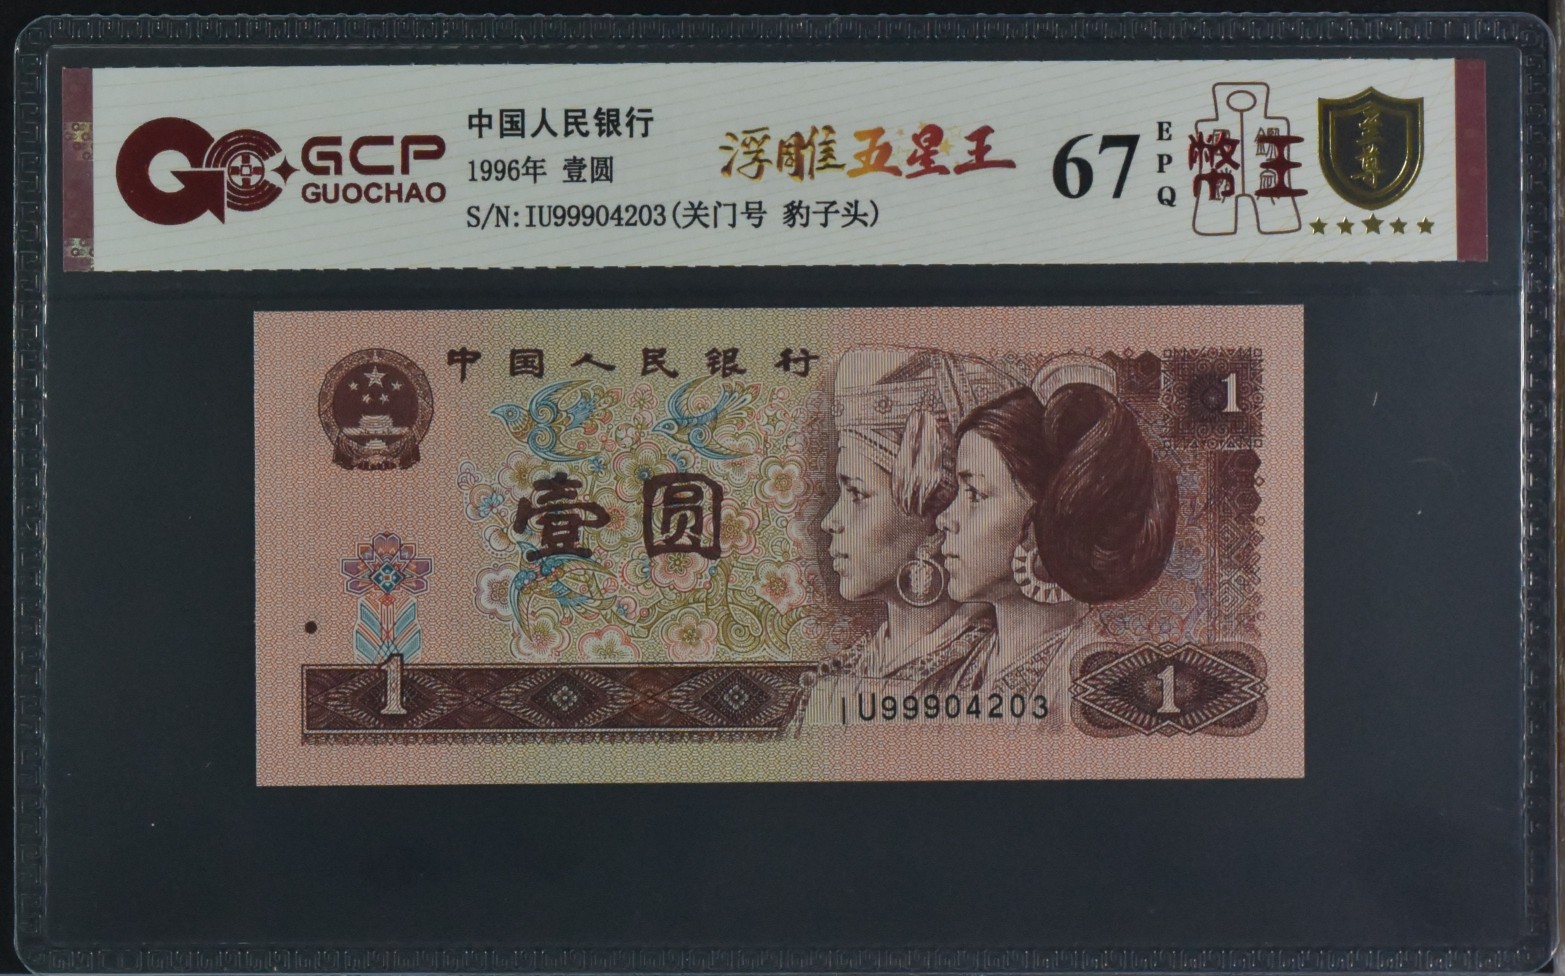 GCP
GUOCHAO
中国人民银行
1996年 壹圆
S/N:IU99904203(关门号 豹子头)
浮雕五星王
67
EPQ
至尊
中国人民银行
1
壹圆
1
IU99904203
1